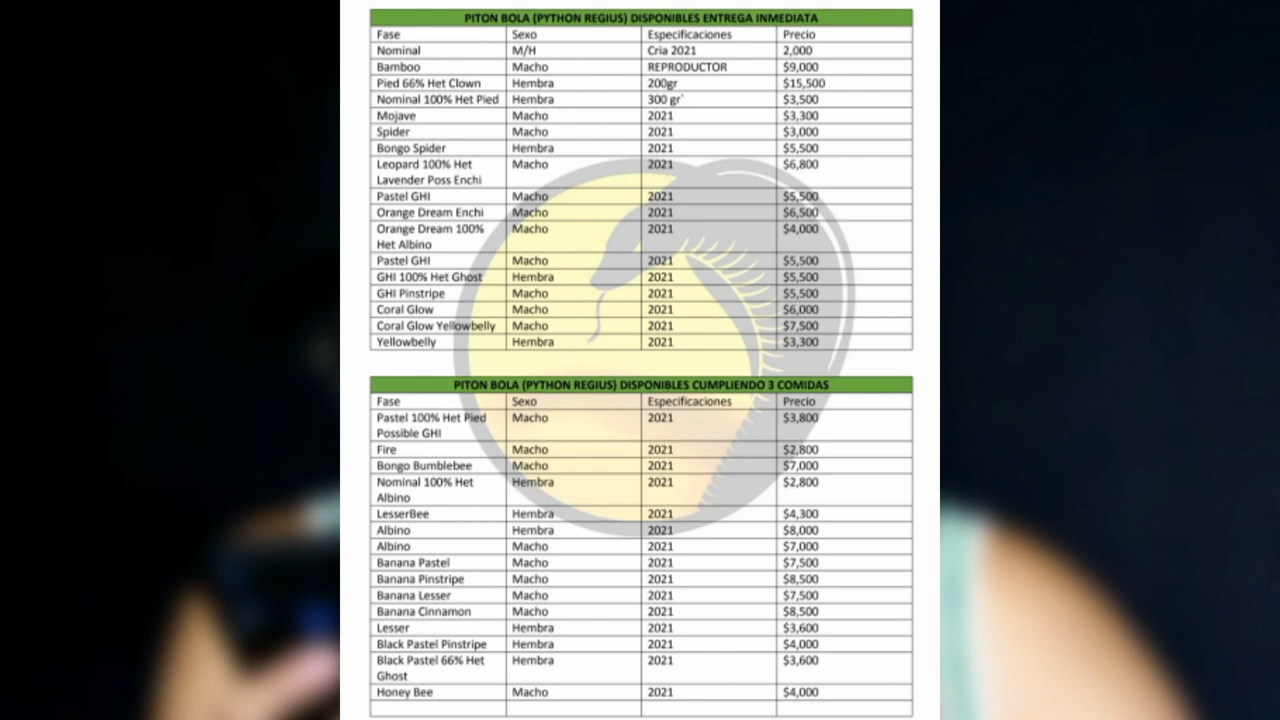 PITON BOLA (PYTHON REGIUS) DISPONIBLES ENTREGA INMEDIATA
Fase Sexo Especificaciones Precio
Nominal M/H Cria 2021 2,000
Bamboo Macho REPRODUCTOR $9,000
Pied 66% Het Clown Hembra 200gr $15,500
Nominal 100% Het Pied Hembra 300 gr` $3,500
Mojave Macho 2021 $3,300
Spider Macho 2021 $3,000
Bongo Spider Hembra 2021 $5,500
Leopard 100% Het Macho 2021 $6,800
Lavender Poss Enchi
Pastel GHI Macho 2021 $5,500
Orange Dream Enchi Macho 2021 $6,500
Orange Dream 100% Macho 2021 $4,000
Het Albino
Pastel GHI Macho 2021 $5,500
GHI 100% Het Ghost Hembra 2021 $5,500
GHI Pinstripe Macho 2021 $5,500
Coral Glow Macho 2021 $6,000
Coral Glow Yellowbelly Macho 2021 $7,500
Yellowbelly Hembra 2021 $3,300
PITON BOLA (PYTHON REGIUS) DISPONIBLES CUMPLIENDO 3 COMIDAS
Fase Sexo Especificaciones Precio
Pastel 100% Het Pied Macho 2021 $3,800
Possible GHI
Fire Macho 2021 $2,800
Bongo Bumblebee Macho 2021 $7,000
Nominal 100% Het Hembra 2021 $2,800
Albino
LesserBee Hembra 2021 $4,300
Albino Hembra 2021 $8,000
Albino Macho 2021 $7,000
Banana Pastel Macho 2021 $7,500
Banana Pinstripe Macho 2021 $8,500
Banana Lesser Macho 2021 $7,500
Banana Cinnamon Macho 2021 $8,500
Lesser Hembra 2021 $3,600
Black Pastel Pinstripe Hembra 2021 $4,000
Black Pastel 66% Het Hembra 2021 $3,600
Ghost
Honey Bee Macho 2021 $4,000